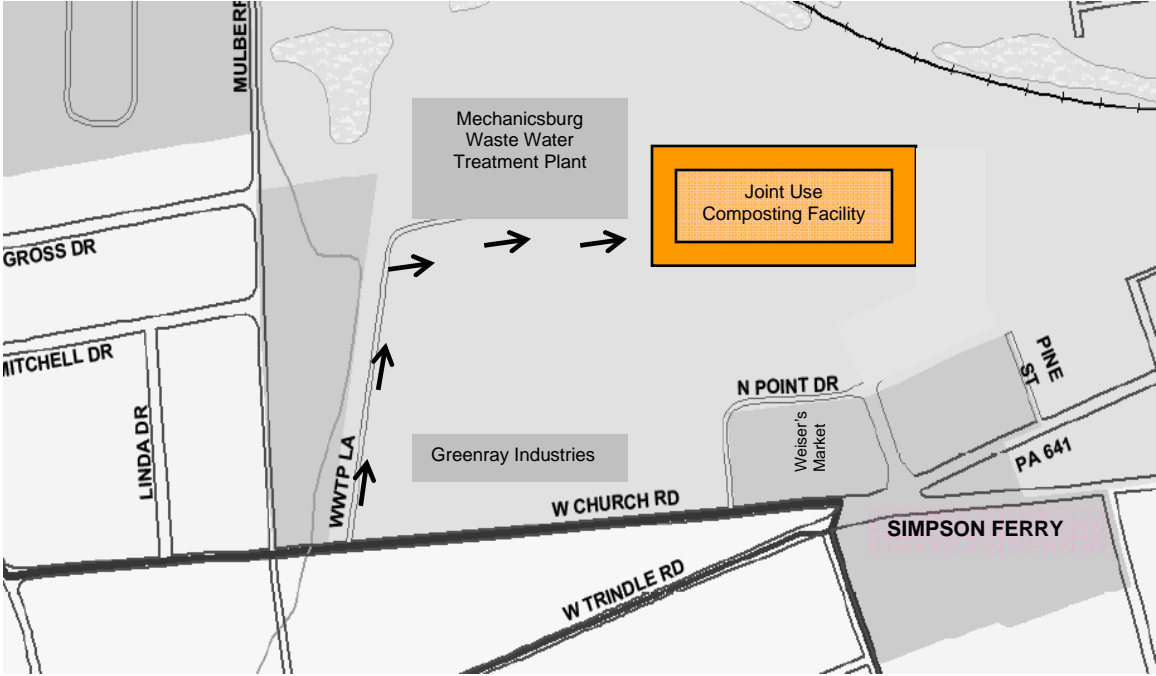 MULBERR
Mechanicsburg
Waste Water
Treatment Plant
Joint Use
Composting Facility
GROSS DR
MITCHELL DR
LINDA DR
WWTP LA
Greenray Industries
N POINT DR
Weiser's
Market
PINE
ST
PA 641
W CHURCH RD
SIMPSON FERRY
W TRINDLE RD